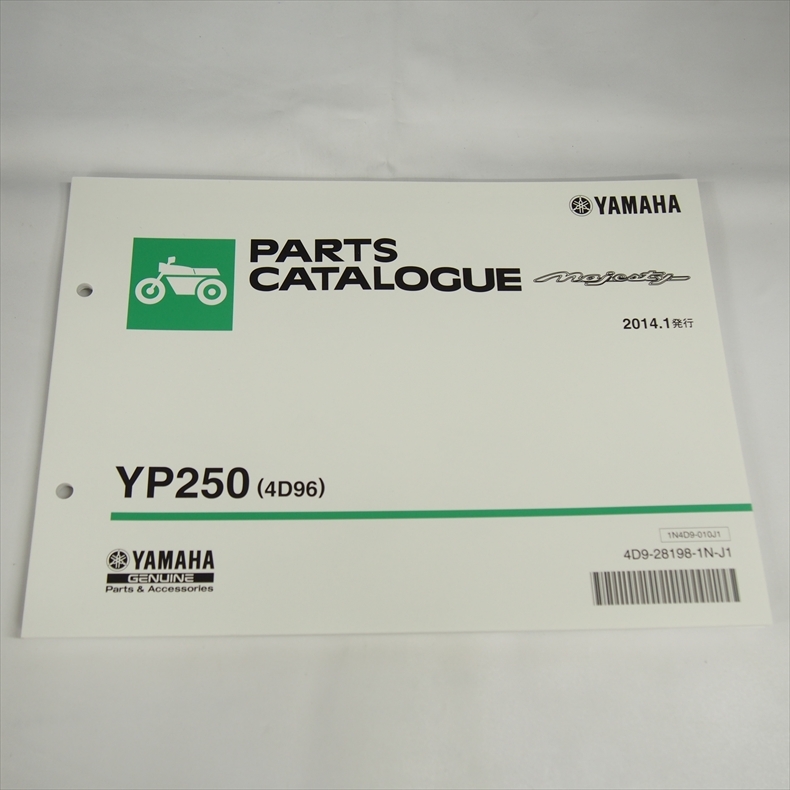 YAMAHA
PARTS
CATALOGUE Majesty
2014.1発行
YP250 (4D96)
1N4D9-010J1
4D9-28198-1N-J1
YAMAHA
GENUINE
Parts & Accessories